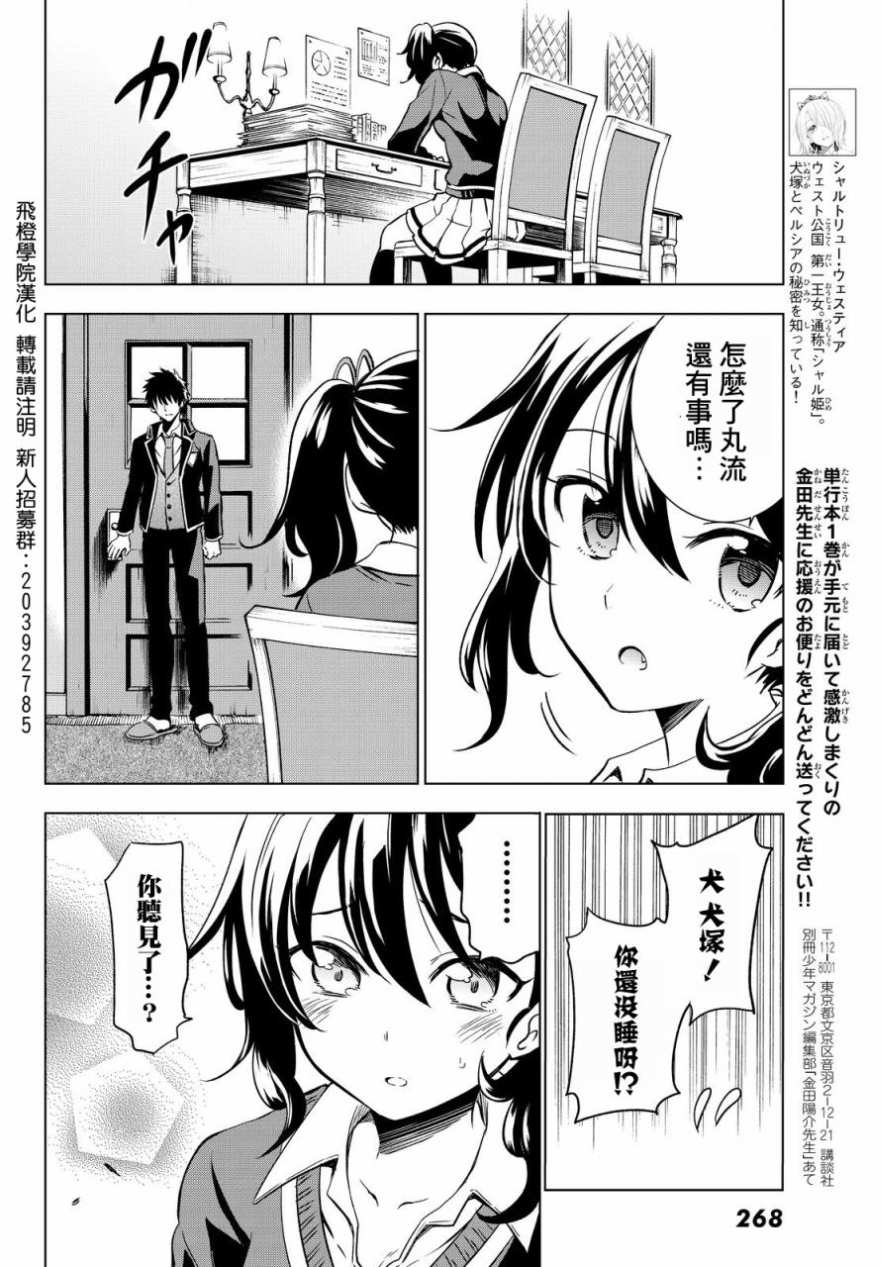 ガチャ
怎麼了丸流
還有事嗎…
犬犬塚！
你還没睡呀!?
………
你聽見了…？
268
シャルトリュー・ウェスティア
ウェスト公国 第一王女。通称「シャル姫」。
犬塚とペルシアの秘密を知っている！
単行本1巻が手元に届いて感激しまくりの
金田先生に応援のお便りをどんどん送ってください!!
〒112-8001 東京都文京区音羽2-12-21 講談社
別冊少年マガジン編集部「金田陽介先生」あて
飛橙學院漢化 轉載請注明 新人招募群：20392785